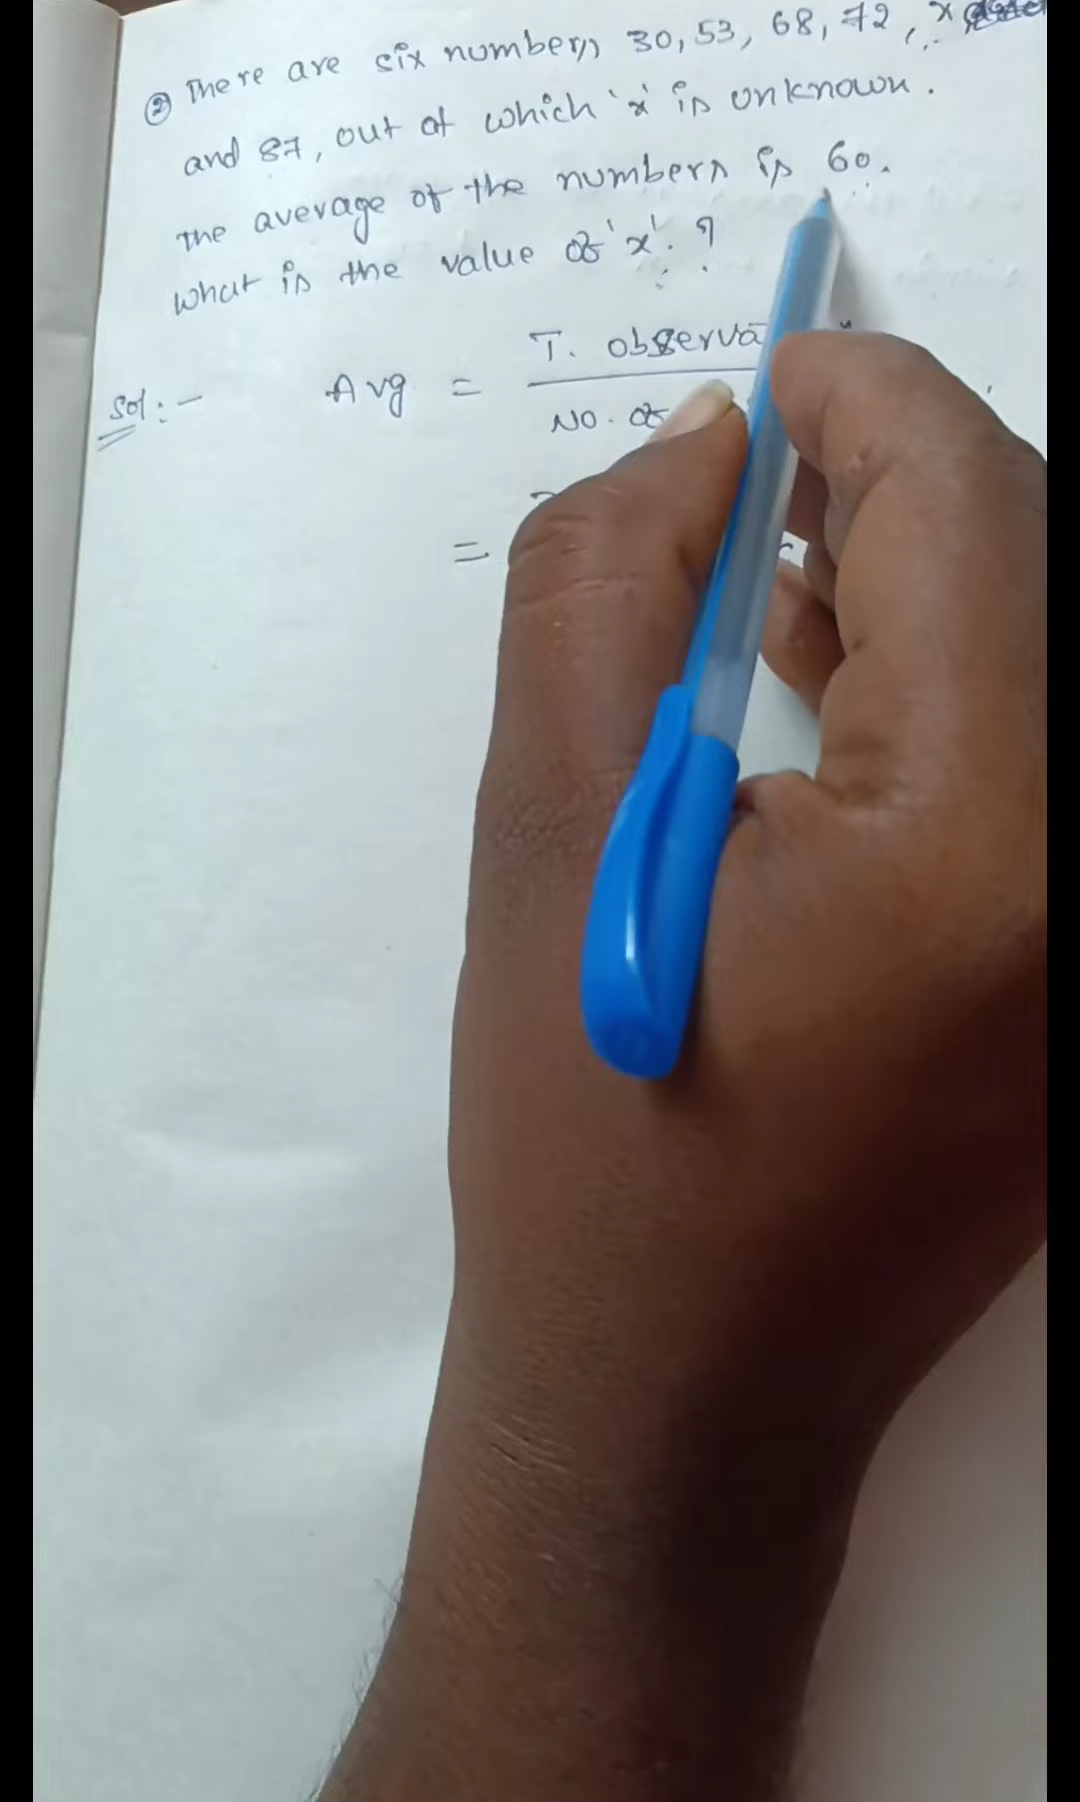 ② There are six numbers, 30, 53, 68, 72, x
and 87, out of which 'x' is unknown.
The average of the numbers is 60.
what is the value of 'x'. ?
T. observa
Sol:- Avg =
No. of
=